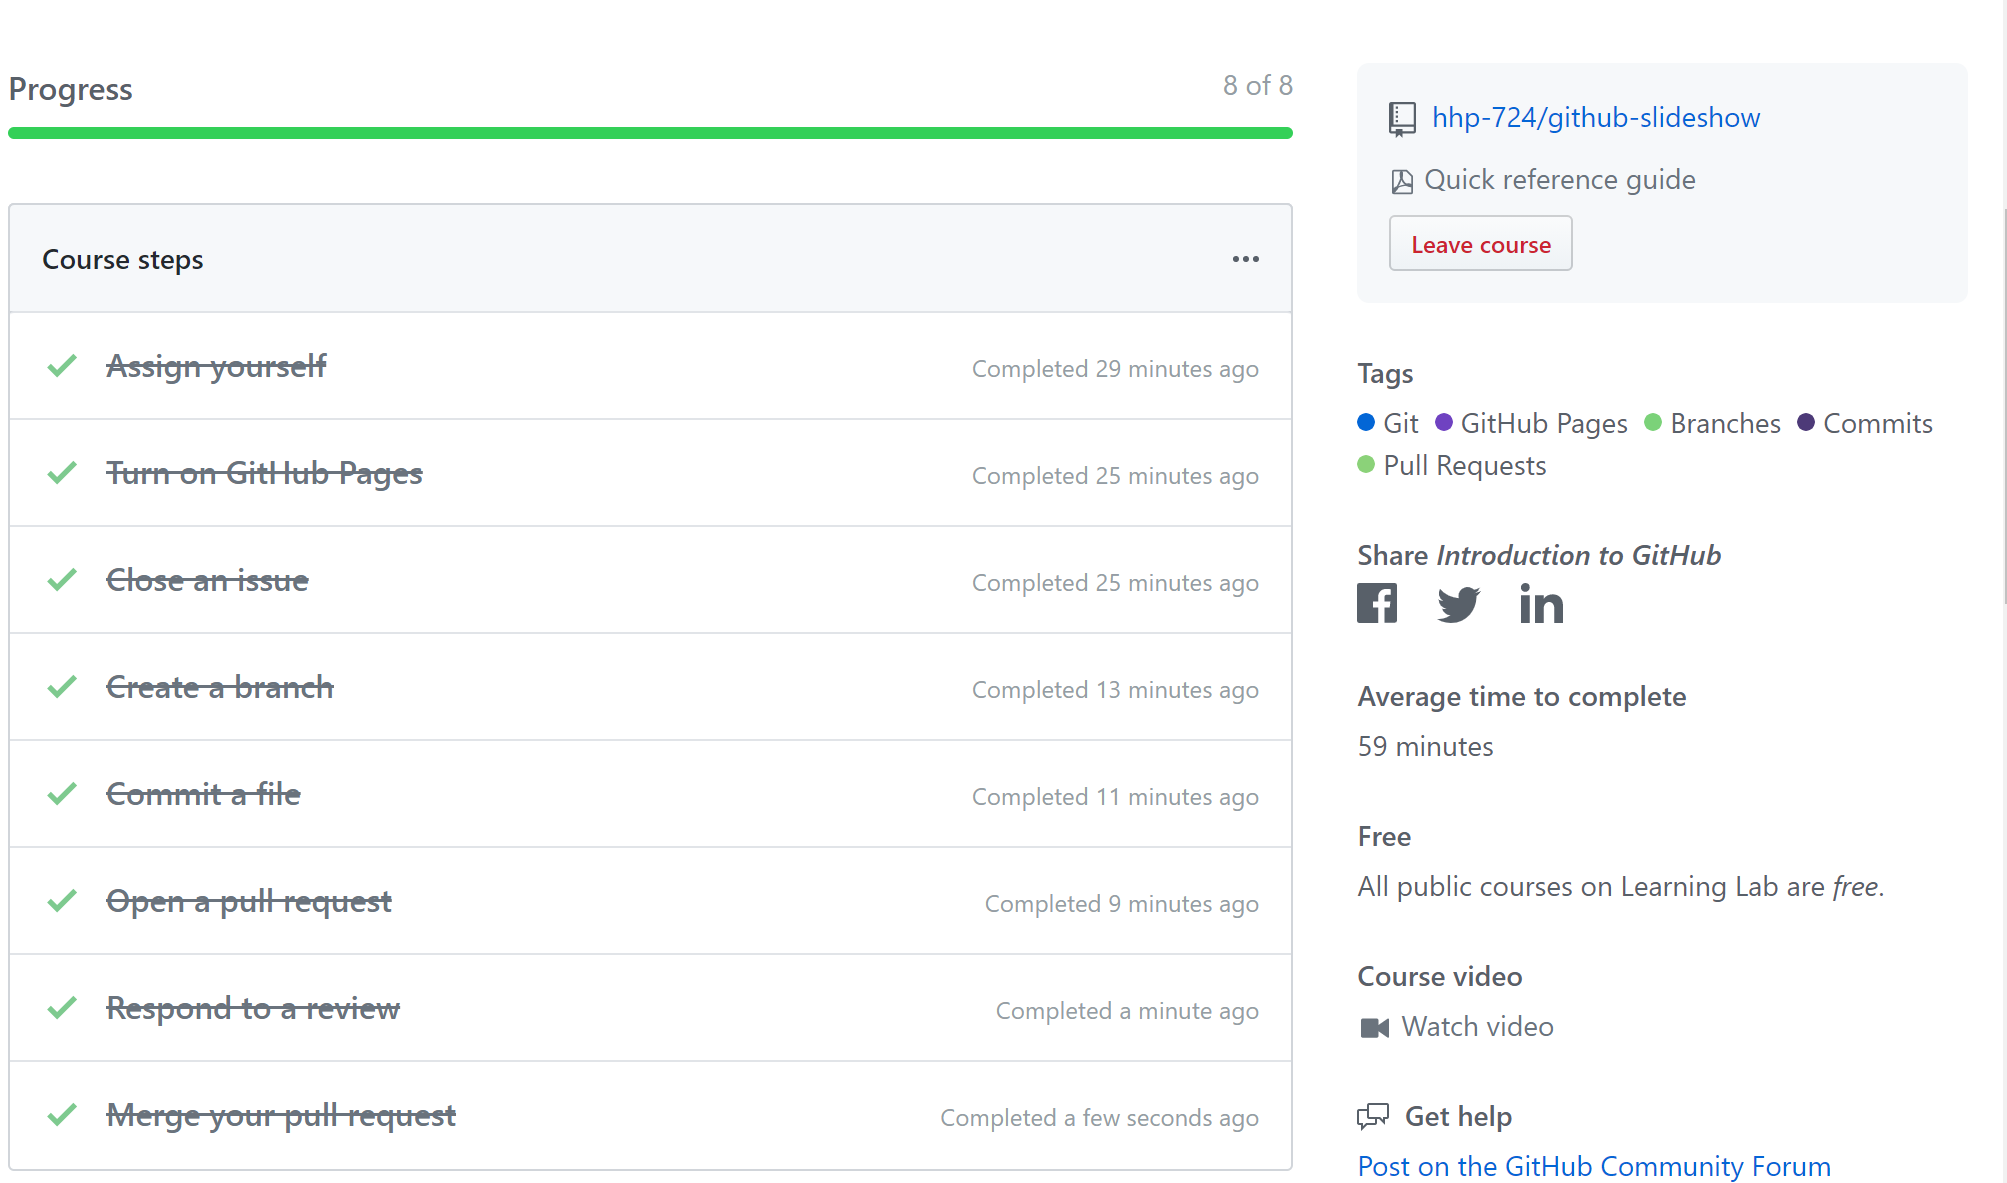 Progress
8 of 8
Course steps
Assign yourself
Completed 29 minutes ago
Turn on GitHub Pages
Completed 25 minutes ago
Close an issue
Completed 25 minutes ago
Create a branch
Completed 13 minutes ago
Commit a file
Completed 11 minutes ago
Open a pull request
Completed 9 minutes ago
Respond to a review
Completed a minute ago
Merge your pull request
Completed a few seconds ago
hhp-724/github-slideshow
Quick reference guide
Leave course
Tags
Git GitHub Pages Branches Commits
Pull Requests
Share Introduction to GitHub
Average time to complete
59 minutes
Free
All public courses on Learning Lab are free.
Course video
Watch video
Get help
Post on the GitHub Community Forum